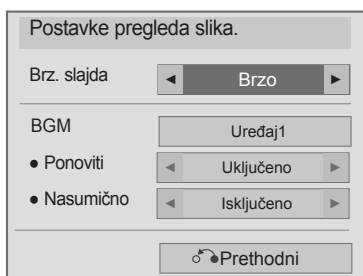 Postavke pregleda slika.
Brz. slajda ◄ Brzo ►
BGM Uređaj1
● Ponoviti ◄ Uključeno ►
● Nasumično ◄ Isključeno ►
Prethodni